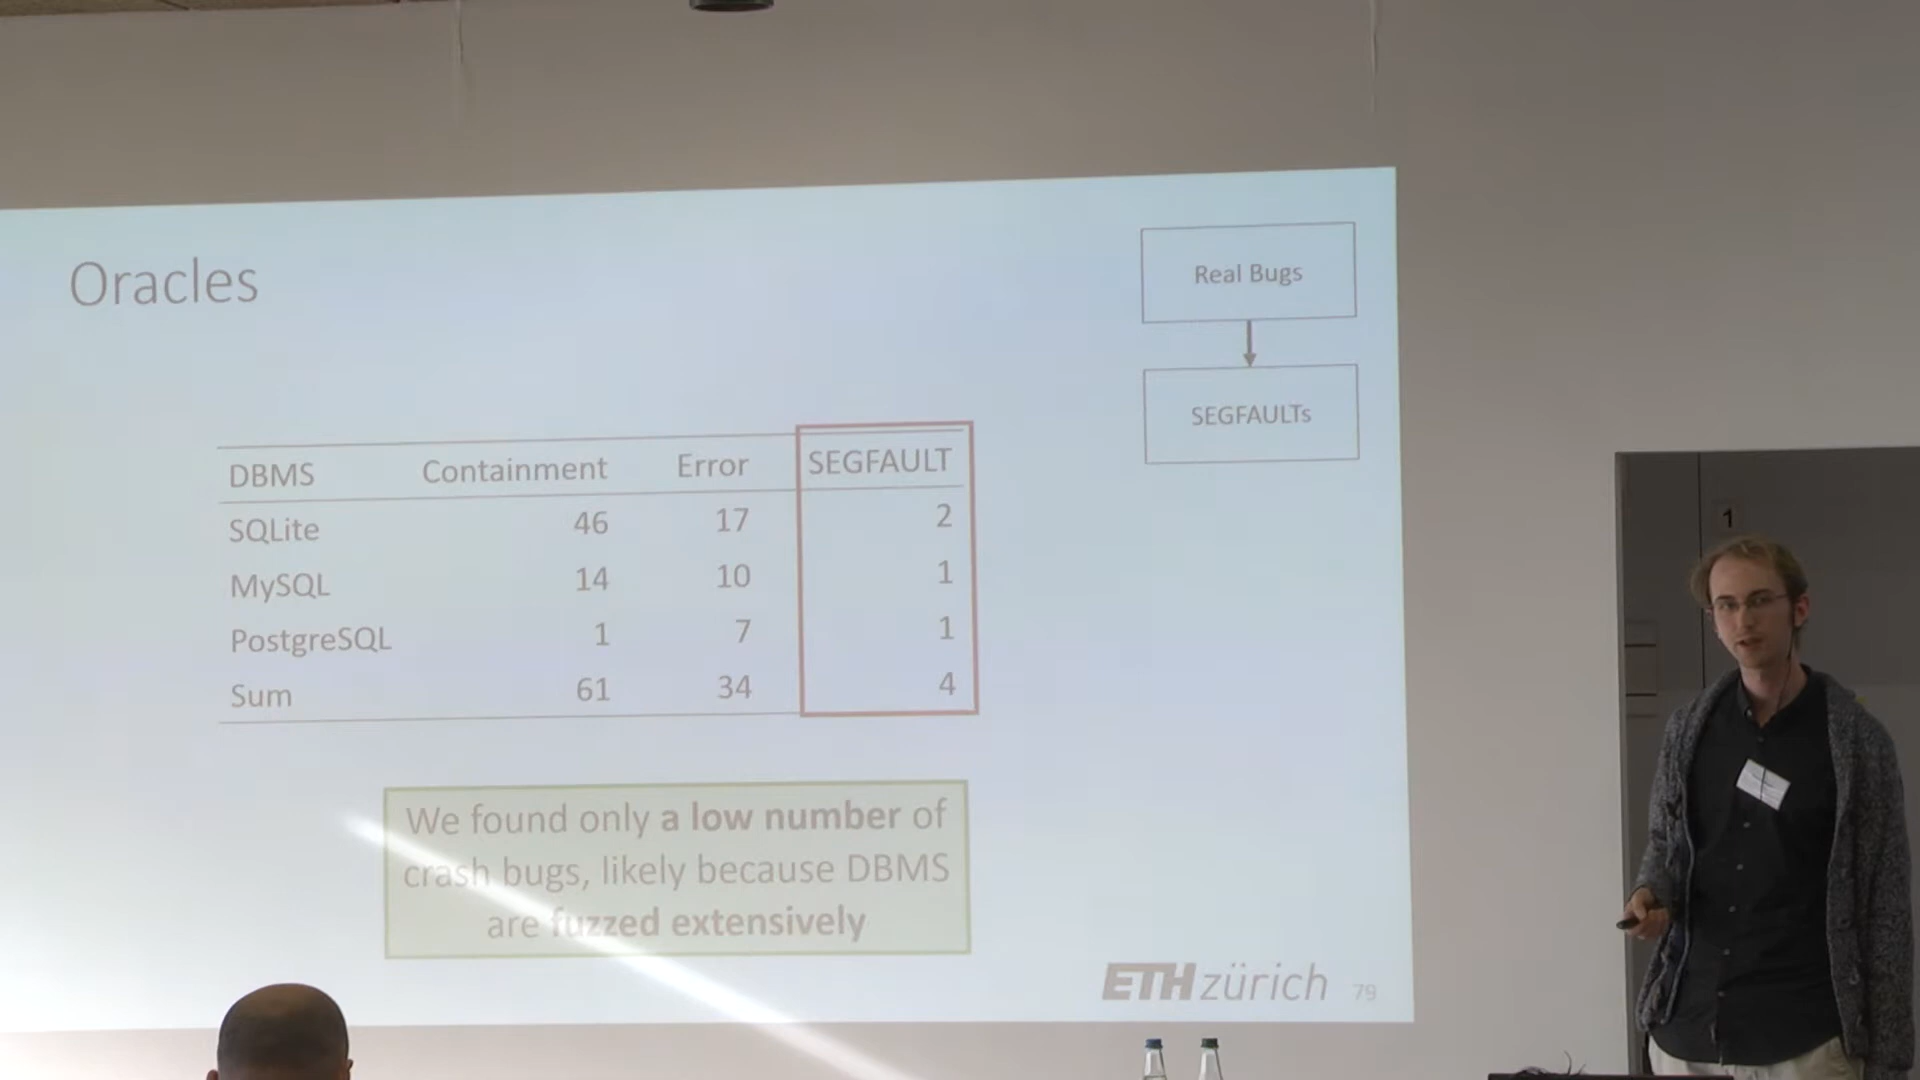 Oracles
Real Bugs
SEGFAULTs
DBMS Containment Error SEGFAULT
SQLite 46 17 2
MySQL 14 10 1
PostgreSQL 1 7 1
Sum 61 34 4
We found only a low number of
crash bugs, likely because DBMS
are fuzzed extensively
ETH zürich 79
1